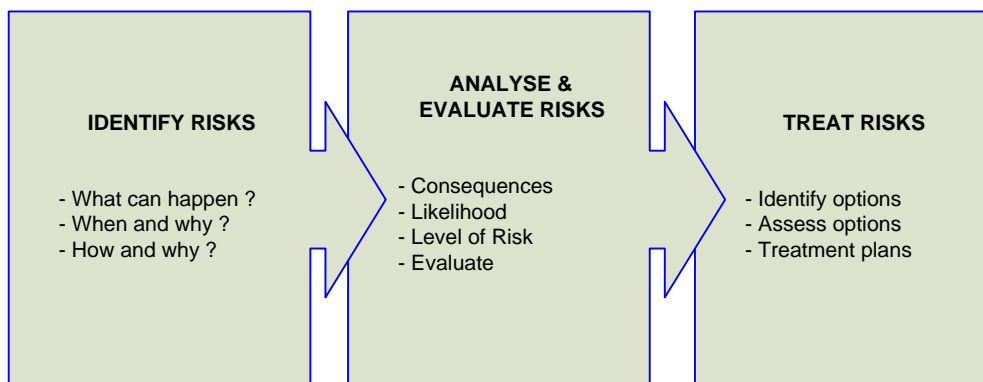 IDENTIFY RISKS
- What can happen ?
- When and why ?
- How and why ?
ANALYSE &
EVALUATE RISKS
- Consequences
- Likelihood
- Level of Risk
- Evaluate
TREAT RISKS
- Identify options
- Assess options
- Treatment plans